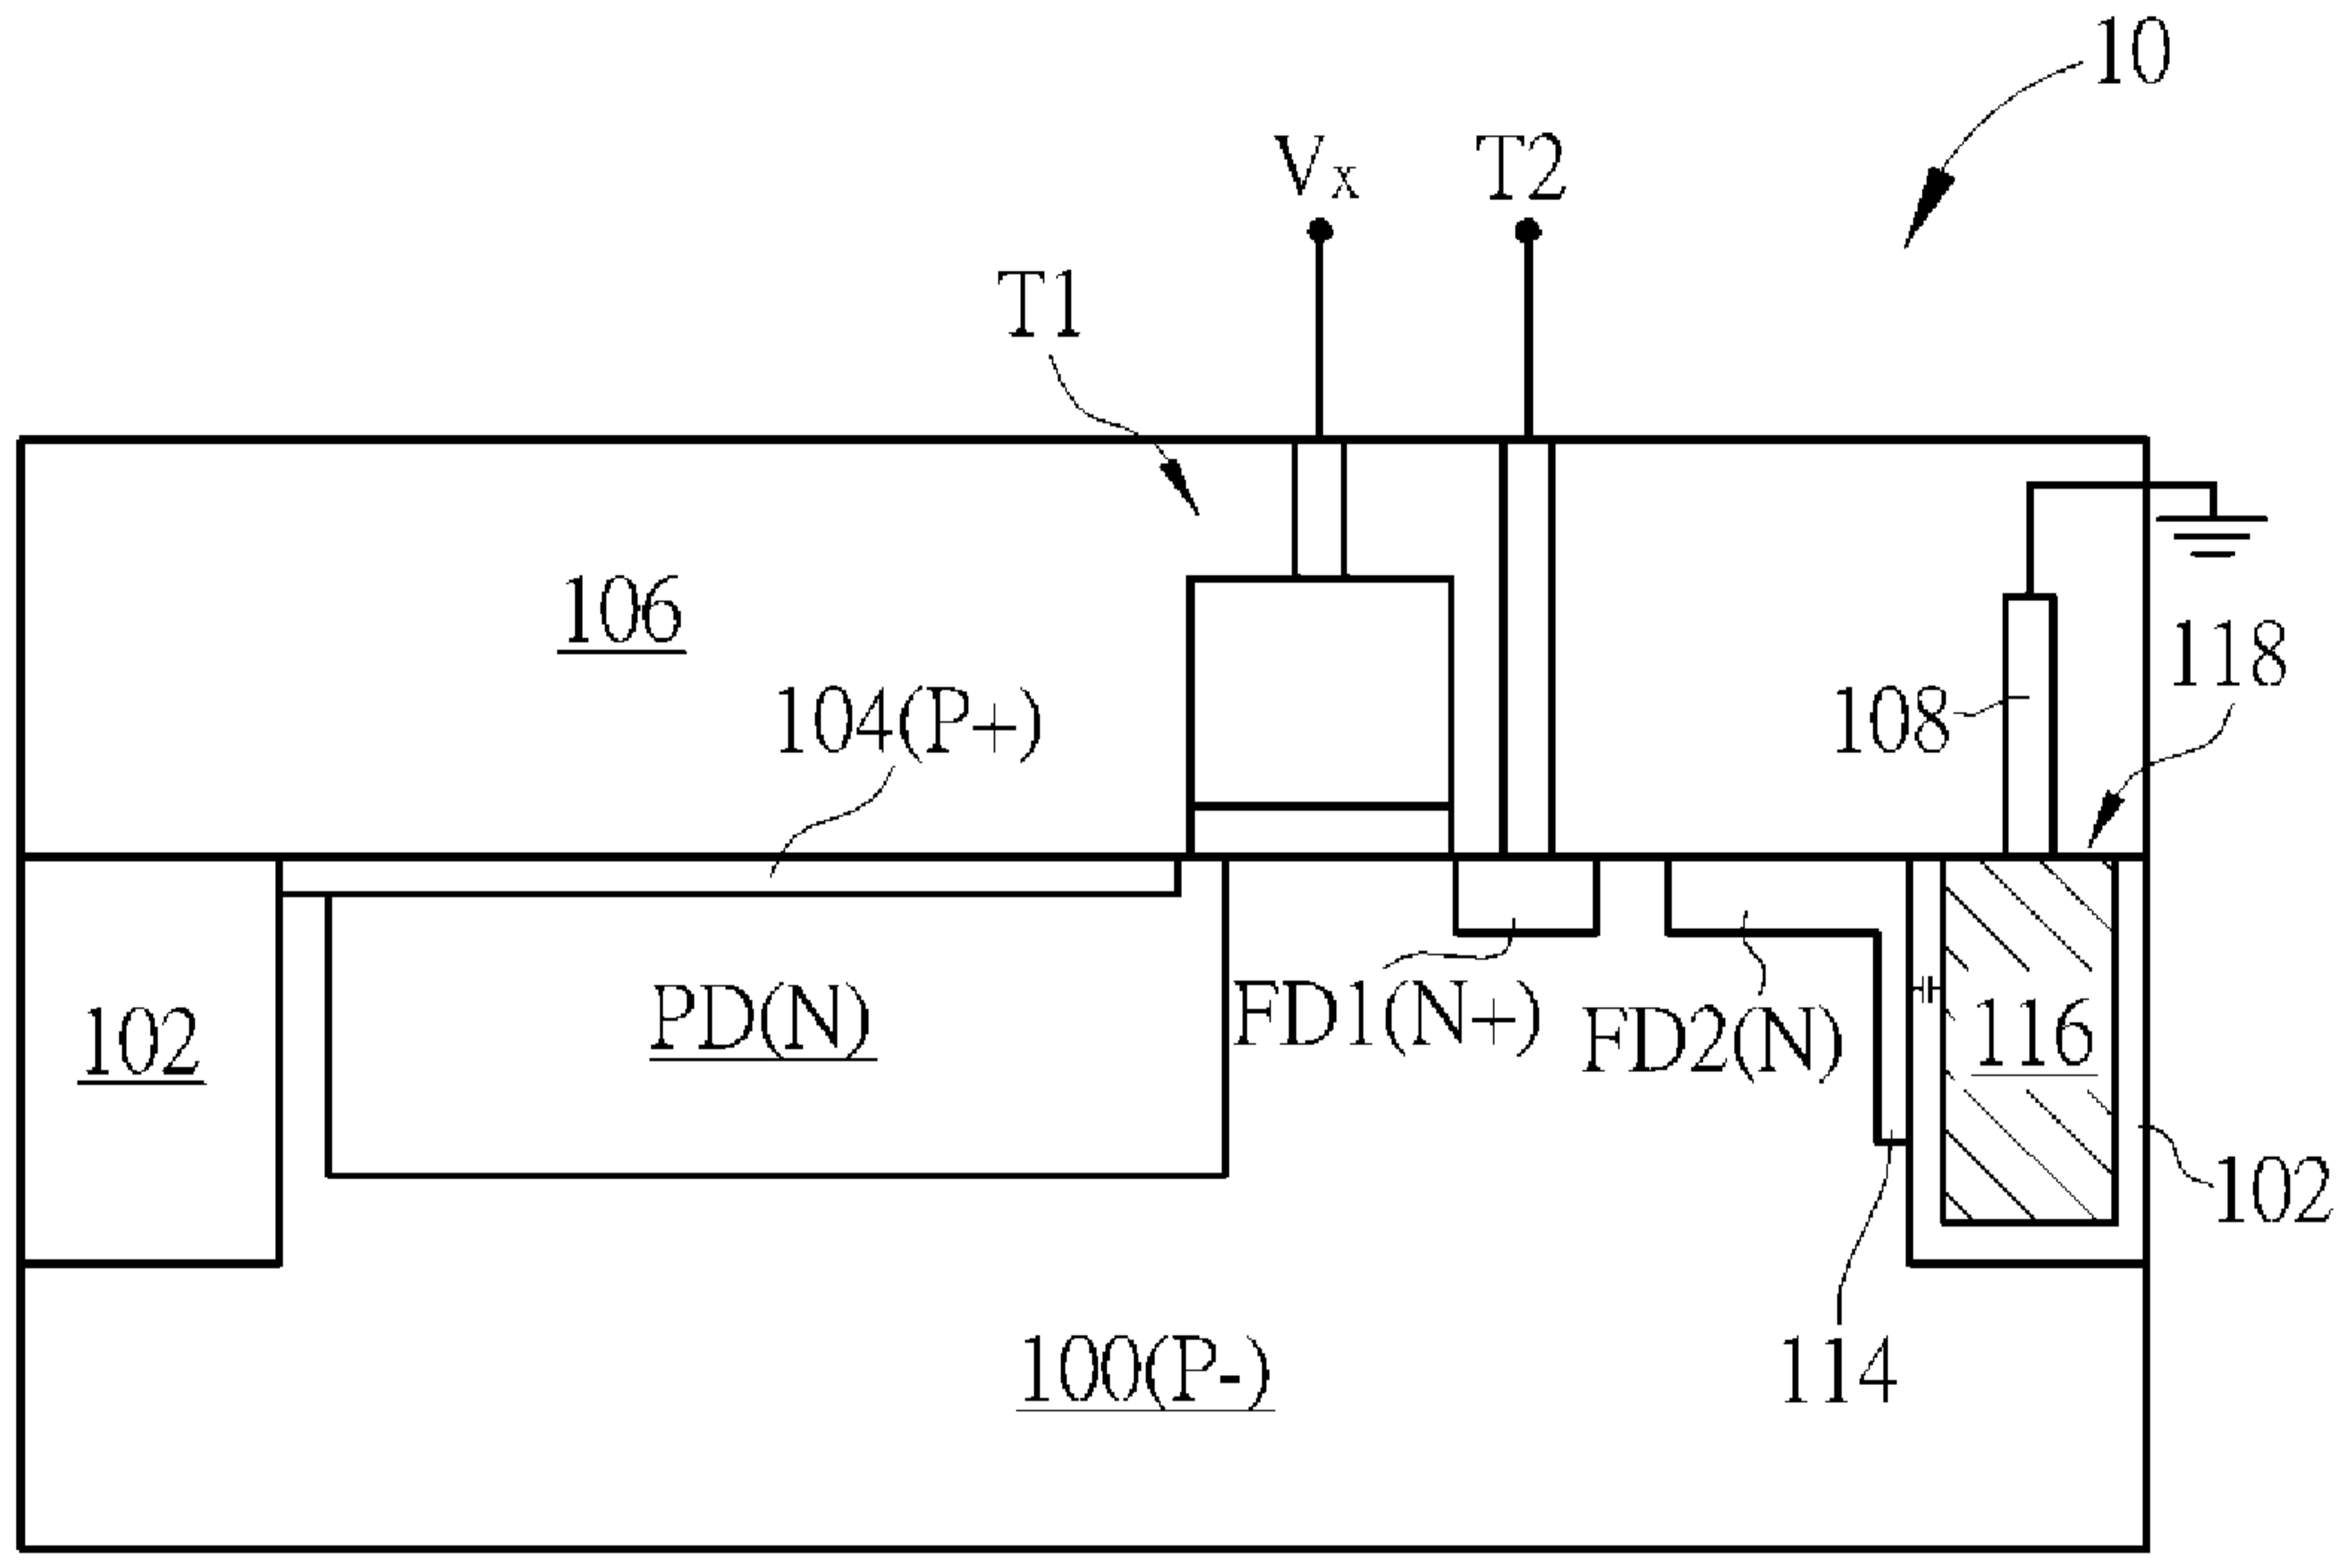 10
Vx T2
T1
106
118
104(P+) 108
102 PD(N) FD1(N+) FD2(N) 116
102
100(P-) 114